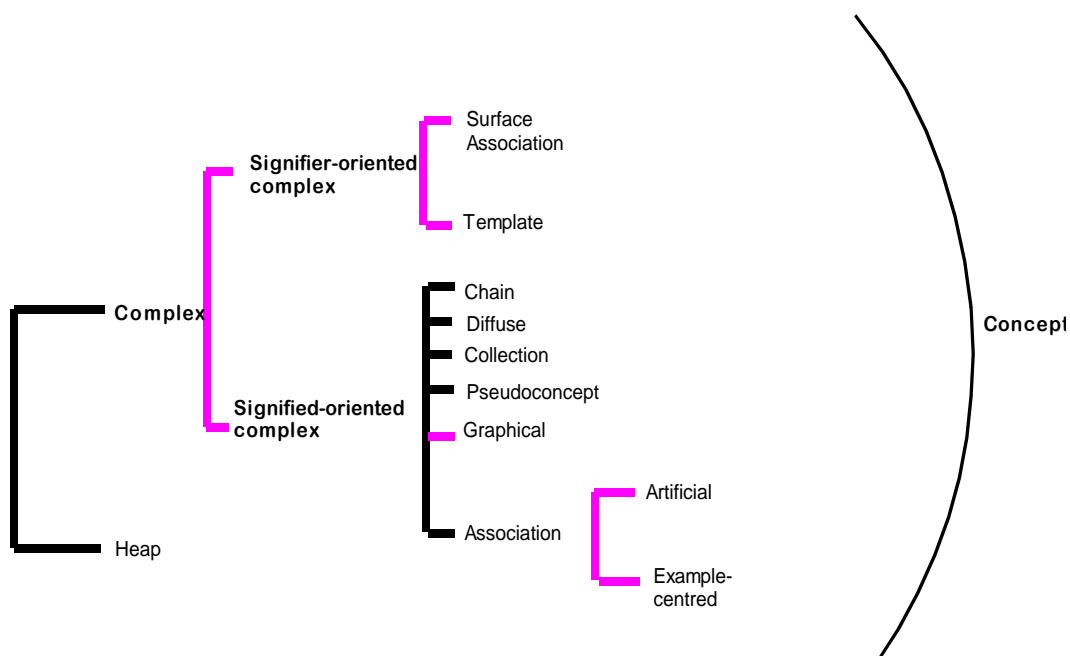 Surface
Association
Signifier-oriented
complex
Template
Chain
Complex
Diffuse
Concept
Collection
Pseudoconcept
Signified-oriented
complex
Graphical
Artificial
Association
Heap
Example-
centred